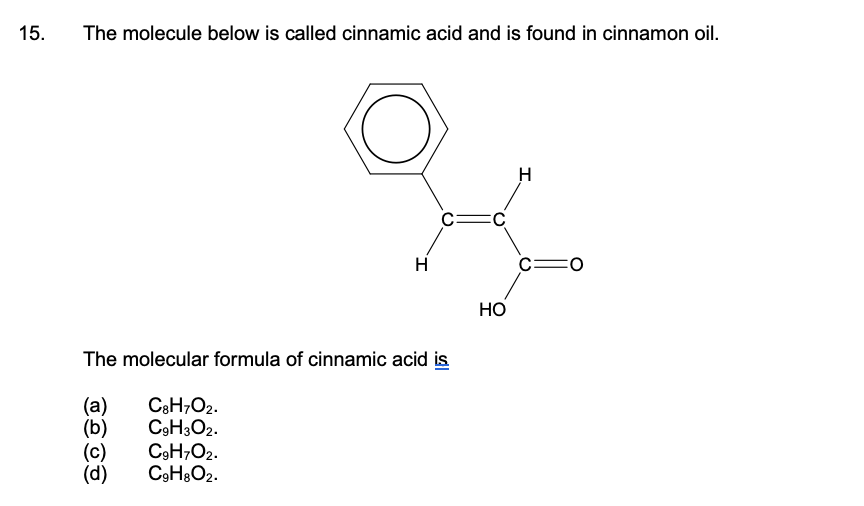 15. The molecule below is called cinnamic acid and is found in cinnamon oil.
H
C C
H C O
HO
The molecular formula of cinnamic acid is
(a) C₈H₇O₂.
(b) C₉H₃O₂.
(c) C₉H₇O₂.
(d) C₉H₈O₂.